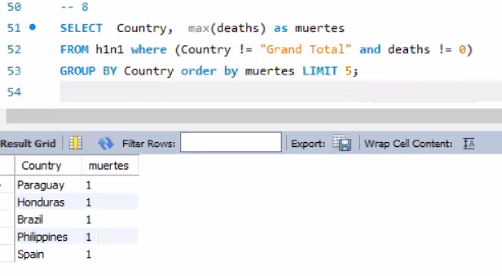 50 -- 8
51 SELECT Country, max(deaths) as muertes
52 FROM h1n1 where (Country != "Grand Total" and deaths != 0)
53 GROUP BY Country order by muertes LIMIT 5;
54
Result Grid Filter Rows: Export: Wrap Cell Content:
Country muertes
Paraguay 1
Honduras 1
Brazil 1
Philippines 1
Spain 1